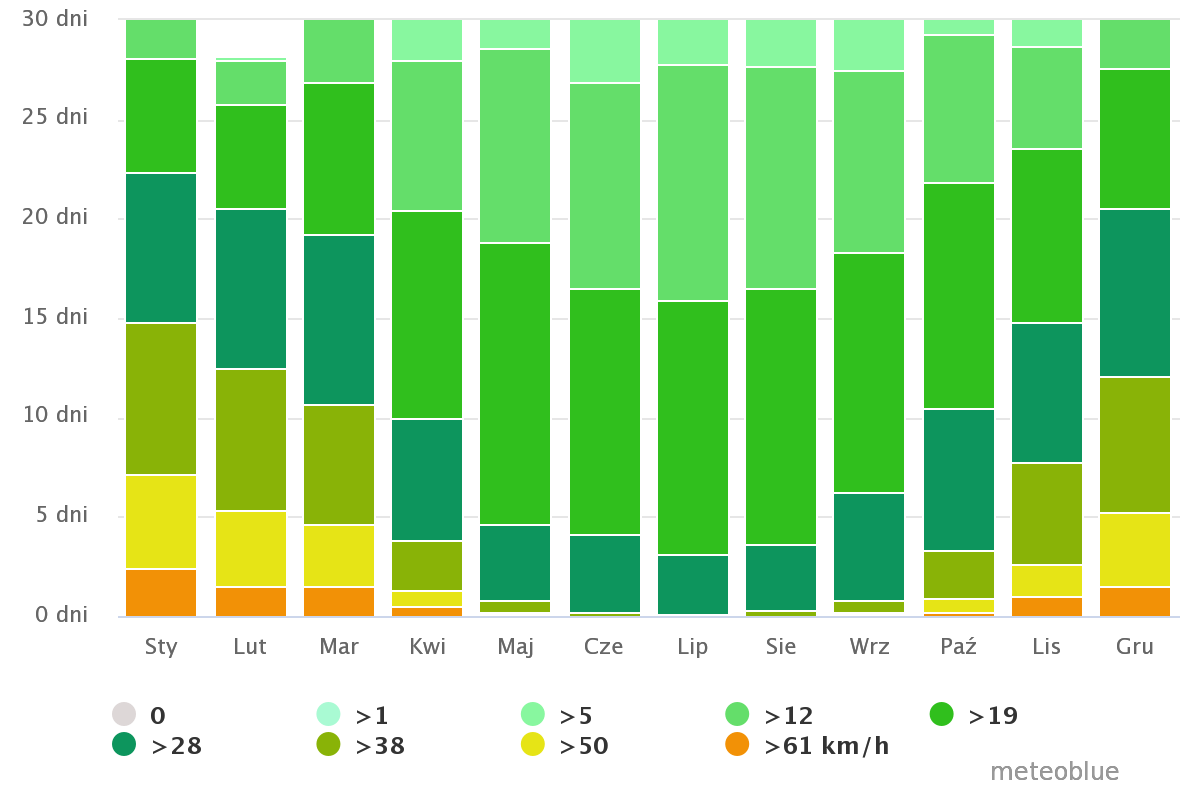 30 dni
25 dni
20 dni
15 dni
10 dni
5 dni
0 dni
Sty Lut Mar Kwi Maj Cze Lip Sie Wrz Paź Lis Gru
0 >1 >5 >12 >19
>28 >38 >50 >61 km/h
meteoblue